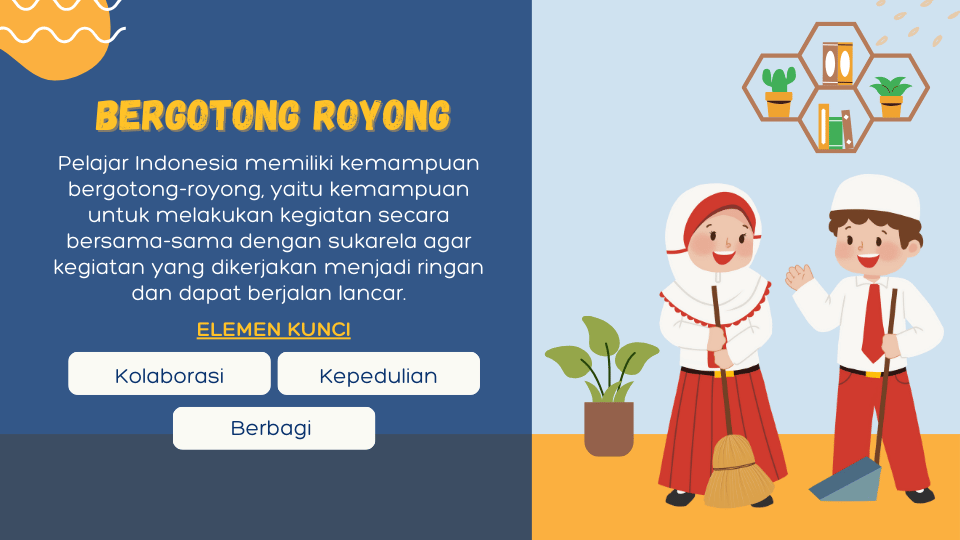 BERGOTONG ROYONG
Pelajar Indonesia memiliki kemampuan
bergotong-royong, yaitu kemampuan
untuk melakukan kegiatan secara
bersama-sama dengan sukarela agar
kegiatan yang dikerjakan menjadi ringan
dan dapat berjalan lancar.
ELEMEN KUNCI
Kolaborasi
Kepedulian
Berbagi